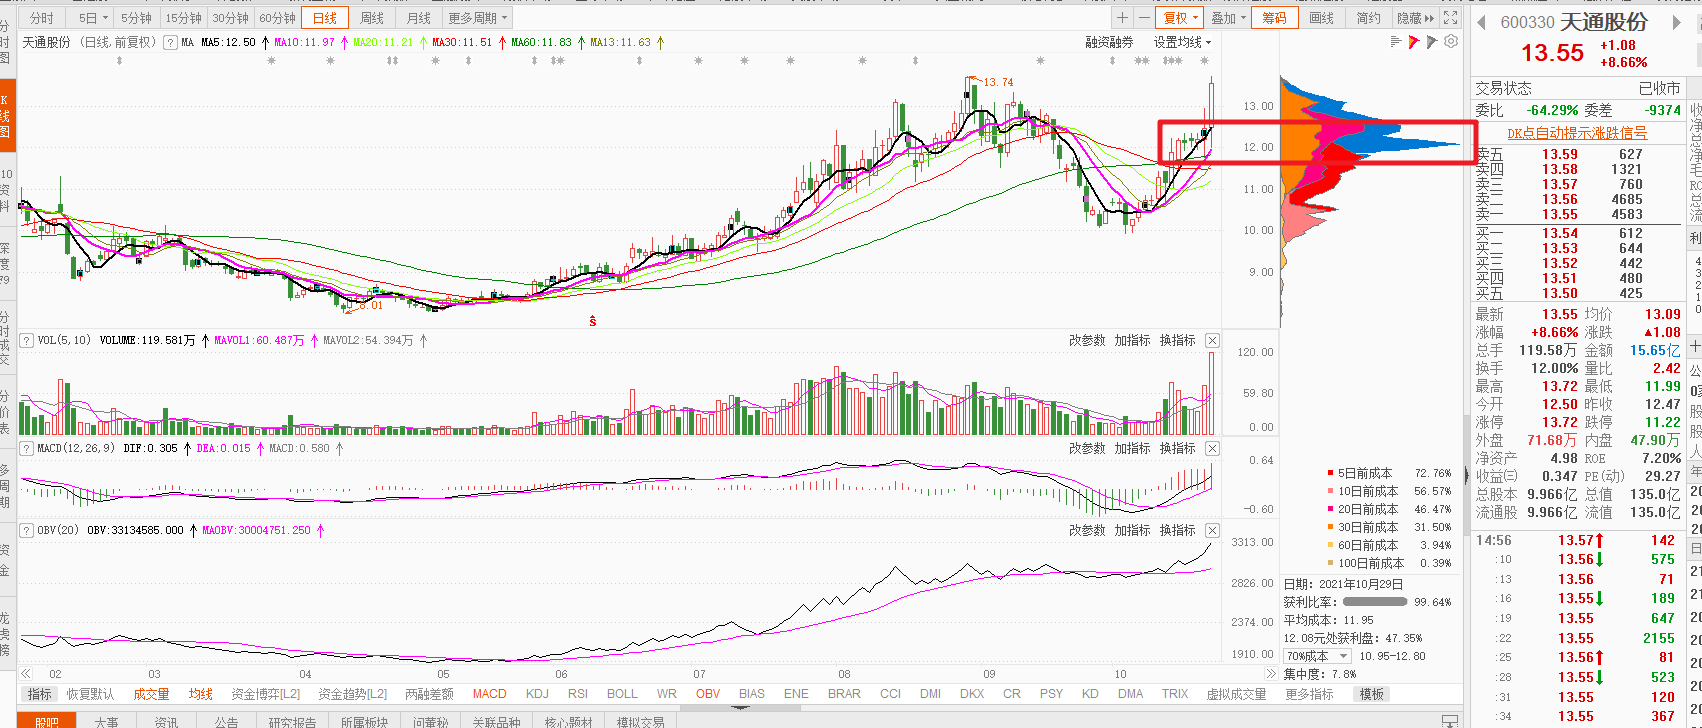 分时 5日 5分钟 15分钟 30分钟 60分钟 日线 周线 月线 更多周期 复权 叠加 筹码 画线 简约 隐藏
天通股份 (日线,前复权) ? MA MA5:12.50 MA10:11.97 MA20:11.21 MA30:11.51 MA60:11.83 MA13:11.63 融资融券 设置均线
13.74
8.01
S
13.00
12.00
11.00
10.00
9.00
? VOL(5,10) VOLUME:119.581万 MAVOL1:60.487万 MAVOL2:54.394万 改参数 加指标 换指标
120.00
59.80
0.00
? MACD(12,26,9) DIF:0.305 DEA:0.015 MACD:0.580 改参数 加指标 换指标
0.64
-0.60
? OBV(20) OBV:33134585.000 MAOBV:30004751.250 改参数 加指标 换指标
3313.00
2826.00
2374.00
1910.00
02 03 04 05 06 07 08 09 10
指标 恢复默认 成交量 均线 资金博弈[L2] 资金趋势[L2] 两融差额 MACD KDJ RSI BOLL WR OBV BIAS ENE BRAR CCI DMI DKX CR PSY KD DMA TRIX 虚拟成交量 更多指标 模板
股吧 大事 资讯 公告 研究报告 所属板块 问董秘 关联品种 核心题材 模拟交易
5日前成本 72.76%
10日前成本 56.57%
20日前成本 46.47%
30日前成本 31.50%
60日前成本 3.94%
100日前成本 0.39%
日期: 2021年10月29日
获利比率: 99.64%
平均成本: 11.95
12.08元处获利盘: 47.35%
70%成本 10.95-12.80
集中度: 7.8%
600330 天通股份
13.55 +1.08
+8.66%
交易状态 已收市
委比 -64.29% 委差 -9374
DK点自动提示涨跌信号
卖五 13.59 627
卖四 13.58 1321
卖三 13.57 760
卖二 13.56 4685
卖一 13.55 4583
买一 13.54 612
买二 13.53 644
买三 13.52 442
买四 13.51 480
买五 13.50 425
最新 13.55 均价 13.09
涨幅 +8.66% 涨跌 ▲1.08
总手 119.58万 金额 15.65亿
换手 12.00% 量比 2.42
最高 13.72 最低 11.99
今开 12.50 昨收 12.47
涨停 13.72 跌停 11.22
外盘 71.68万 内盘 47.90万
净资产 4.98 ROE 7.20%
收益(三) 0.347 PE(动) 29.27
总股本 9.966亿 总值 135.0亿
流通股 9.966亿 流值 135.0亿
14:56 13.57 142
:10 13.56 575
:13 13.56 71
:16 13.55 189
:19 13.55 647
:22 13.55 2155
:25 13.56 81
:28 13.55 523
:31 13.55 120
:34 13.55 367